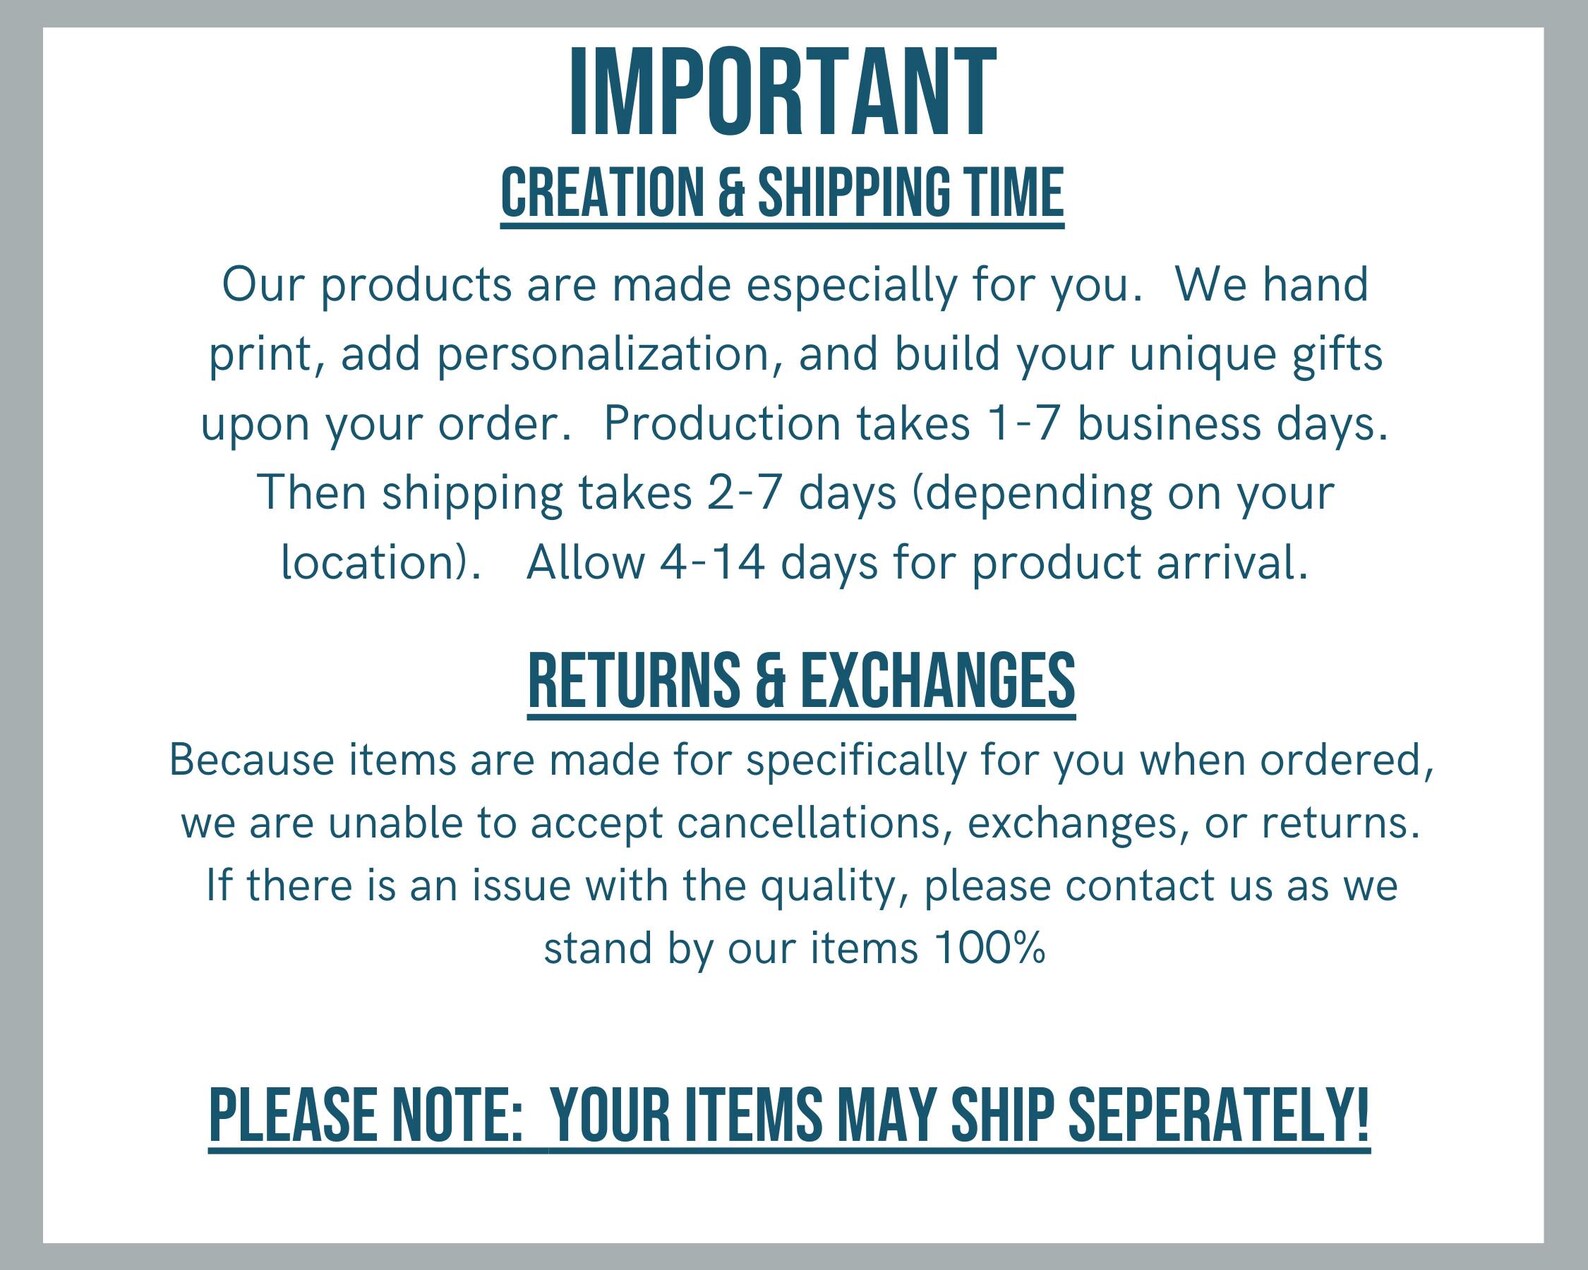 IMPORTANT
CREATION & SHIPPING TIME
Our products are made especially for you.  We hand
print, add personalization, and build your unique gifts
upon your order.  Production takes 1-7 business days.
Then shipping takes 2-7 days (depending on your
location).   Allow 4-14 days for product arrival.
RETURNS & EXCHANGES
Because items are made for specifically for you when ordered,
we are unable to accept cancellations, exchanges, or returns.
If there is an issue with the quality, please contact us as we
stand by our items 100%
PLEASE NOTE:  YOUR ITEMS MAY SHIP SEPERATELY!